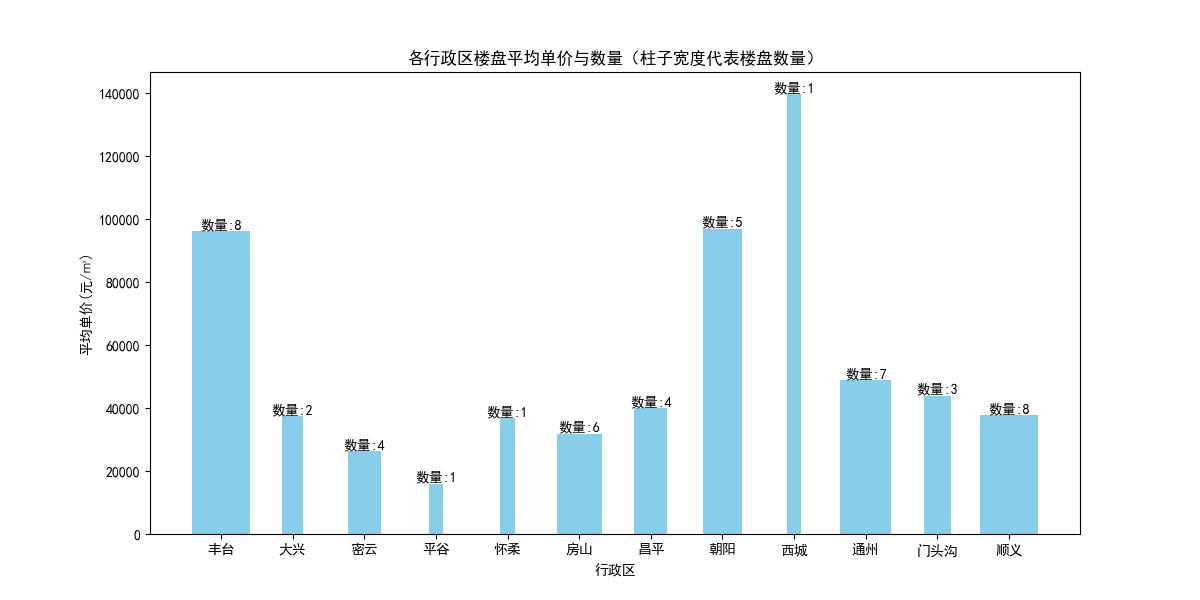 各行政区楼盘平均单价与数量（柱子宽度代表楼盘数量）
平均单价(元/㎡)
140000
120000
100000
80000
60000
40000
20000
0
数量:8
数量:2
数量:4
数量:1
数量:1
数量:6
数量:4
数量:5
数量:1
数量:7
数量:3
数量:8
丰台 大兴 密云 平谷 怀柔 房山 昌平 朝阳 西城 通州 门头沟 顺义
行政区